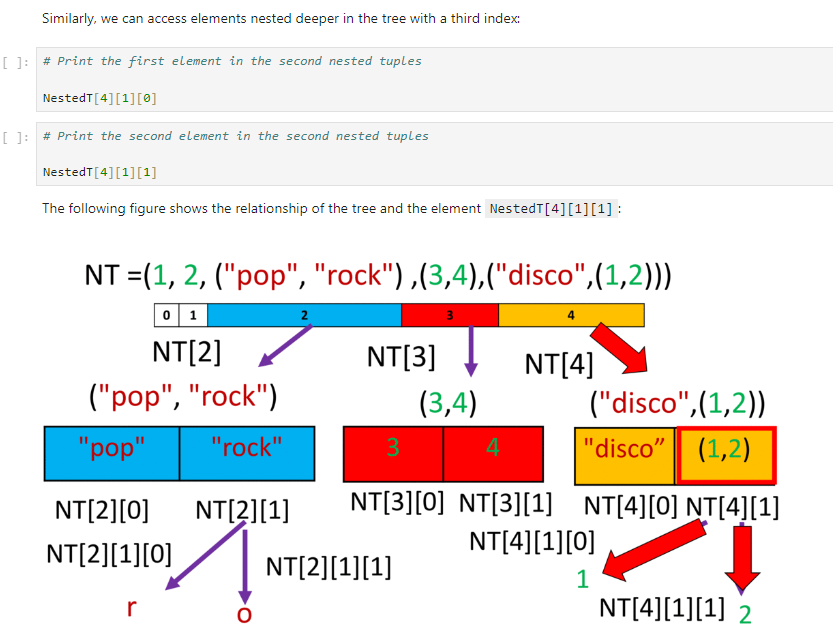 Similarly, we can access elements nested deeper in the tree with a third index:
[ ]: # Print the first element in the second nested tuples
NestedT[4][1][0]
[ ]: # Print the second element in the second nested tuples
NestedT[4][1][1]
The following figure shows the relationship of the tree and the element NestedT[4][1][1] :
NT =(1, 2, ("pop", "rock") ,(3,4),("disco",(1,2)))
0 1 2 3 4
NT[2] NT[3] NT[4]
("pop", "rock") (3,4) ("disco",(1,2))
"pop" "rock" 3 4 "disco” (1,2)
NT[2][0] NT[2][1] NT[3][0] NT[3][1] NT[4][0] NT[4][1]
NT[2][1][0] NT[2][1][1] NT[4][1][0]
r o 1
NT[4][1][1] 2